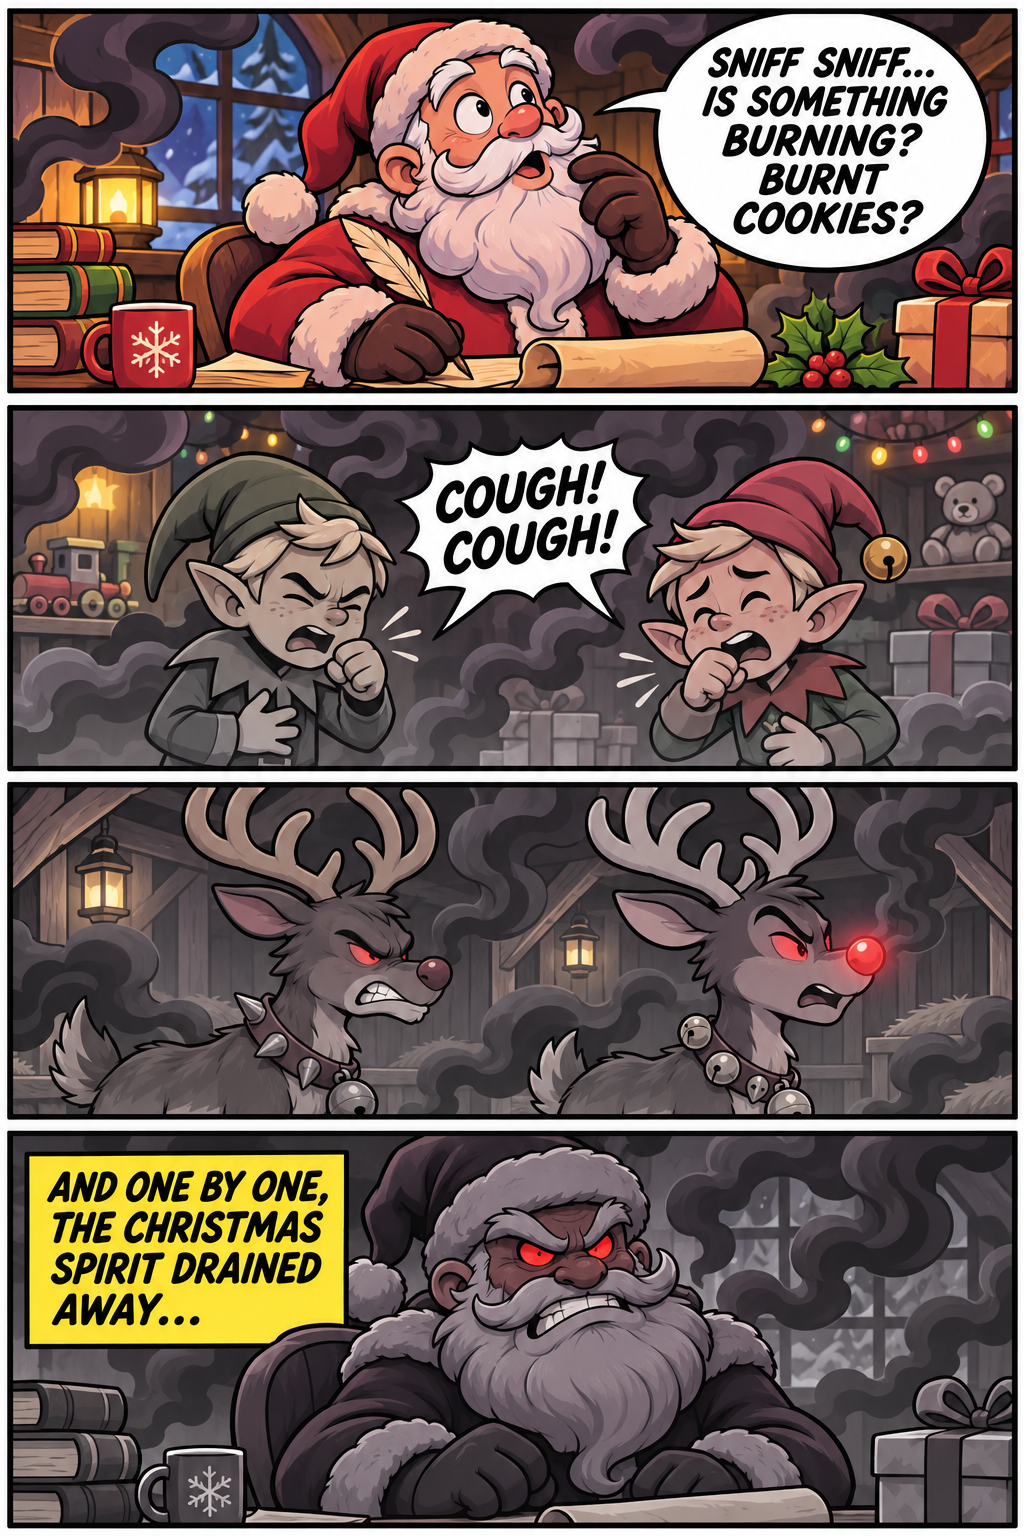 SNIFF SNIFF...
IS SOMETHING
BURNING?
BURNT
COOKIES?
COUGH!
COUGH!
AND ONE BY ONE,
THE CHRISTMAS
SPIRIT DRAINED
AWAY...